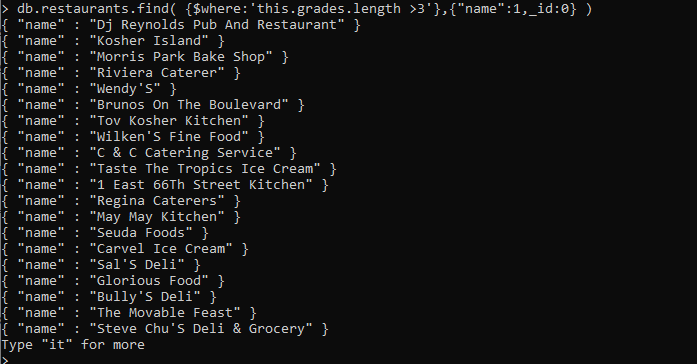 > db.restaurants.find( {$where:'this.grades.length >3'},{"name":1,_id:0} )
{ "name" : "Dj Reynolds Pub And Restaurant" }
{ "name" : "Kosher Island" }
{ "name" : "Morris Park Bake Shop" }
{ "name" : "Riviera Caterer" }
{ "name" : "Wendy'S" }
{ "name" : "Brunos On The Boulevard" }
{ "name" : "Tov Kosher Kitchen" }
{ "name" : "Wilken'S Fine Food" }
{ "name" : "C & C Catering Service" }
{ "name" : "Taste The Tropics Ice Cream" }
{ "name" : "1 East 66Th Street Kitchen" }
{ "name" : "Regina Caterers" }
{ "name" : "May May Kitchen" }
{ "name" : "Seuda Foods" }
{ "name" : "Carvel Ice Cream" }
{ "name" : "Sal'S Deli" }
{ "name" : "Glorious Food" }
{ "name" : "Bully'S Deli" }
{ "name" : "The Movable Feast" }
{ "name" : "Steve Chu'S Deli & Grocery" }
Type "it" for more
>